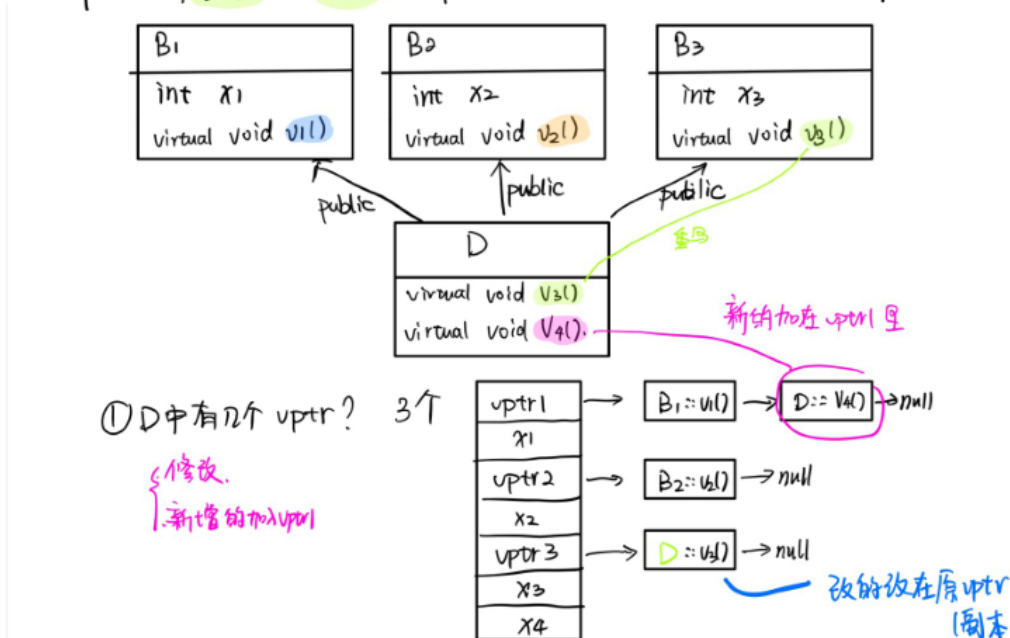 B1
int x1
virtual void v1()
B2
int x2
virtual void v2()
B3
int x3
virtual void v3()
public
public
public
重写
D
virtual void V3()
virtual void V4().
新的加在vptr1里
①D中有几个 vptr? 3个
修改.
新增的加入vptr1
vptr1
x1
vptr2
x2
vptr3
x3
x4
B1::v1()
D::V4()
null
B2::v2()
null
D::v3()
null
改的改在原vptr
(副本